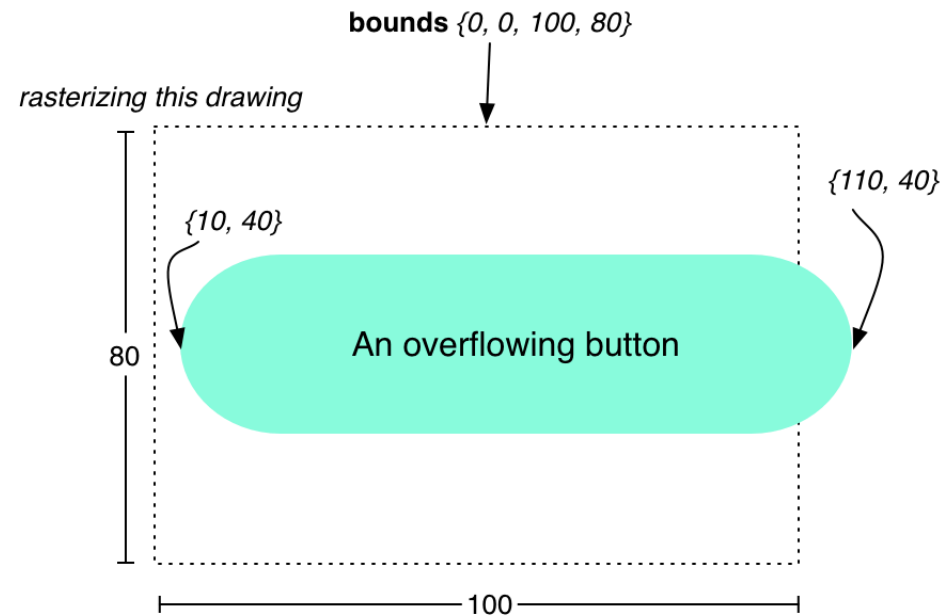 bounds {0, 0, 100, 80}
rasterizing this drawing
{110, 40}
{10, 40}
An overflowing button
80
100